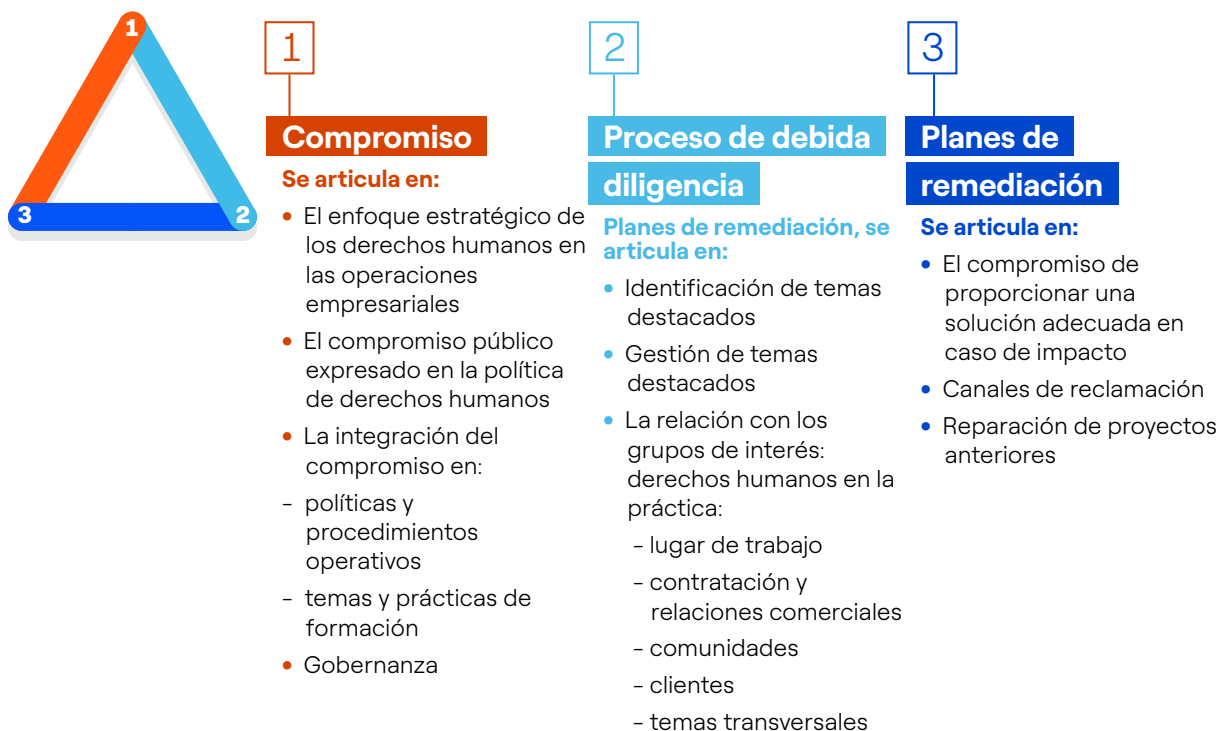 1
3
2
1
Compromiso
Se articula en:
• El enfoque estratégico de
los derechos humanos en
las operaciones
empresariales
• El compromiso público
expresado en la política
de derechos humanos
• La integración del
compromiso en:
- políticas y
procedimientos
operativos
- temas y prácticas de
formación
• Gobernanza
2
Proceso de debida
diligencia
Planes de remediación, se
articula en:
• Identificación de temas
destacados
• Gestión de temas
destacados
• La relación con los
grupos de interés:
derechos humanos en la
práctica:
- lugar de trabajo
- contratación y
relaciones comerciales
- comunidades
- clientes
- temas transversales
3
Planes de
remediación
Se articula en:
• El compromiso de
proporcionar una
solución adecuada en
caso de impacto
• Canales de reclamación
• Reparación de proyectos
anteriores